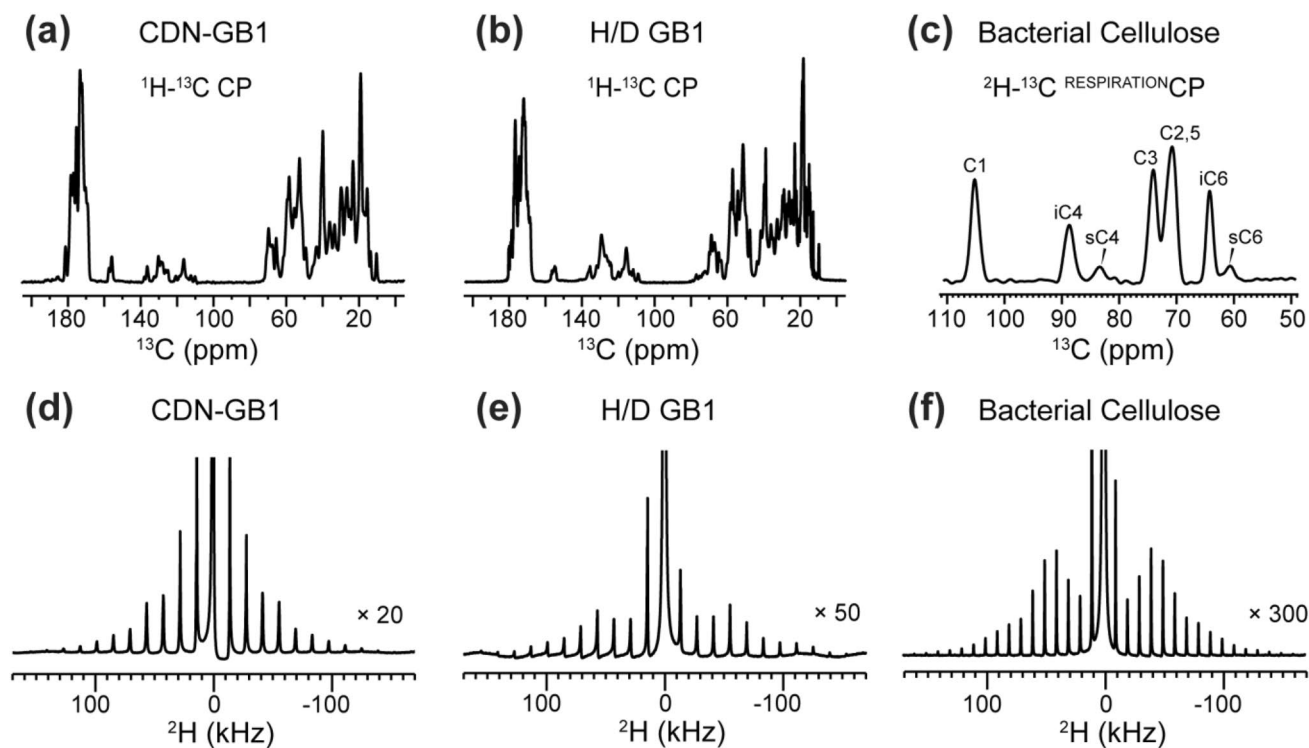 (a) CDN-GB1
¹H-¹³C CP
180 140 100 60 20
¹³C (ppm)
(b) H/D GB1
¹H-¹³C CP
180 140 100 60 20
¹³C (ppm)
(c) Bacterial Cellulose
²H-¹³C RESPIRATIONCP
C1
iC4
sC4
C3
C2,5
iC6
sC6
110 100 90 80 70 60 50
¹³C (ppm)
(d) CDN-GB1
× 20
100 0 -100
²H (kHz)
(e) H/D GB1
× 50
100 0 -100
²H (kHz)
(f) Bacterial Cellulose
× 300
100 0 -100
²H (kHz)